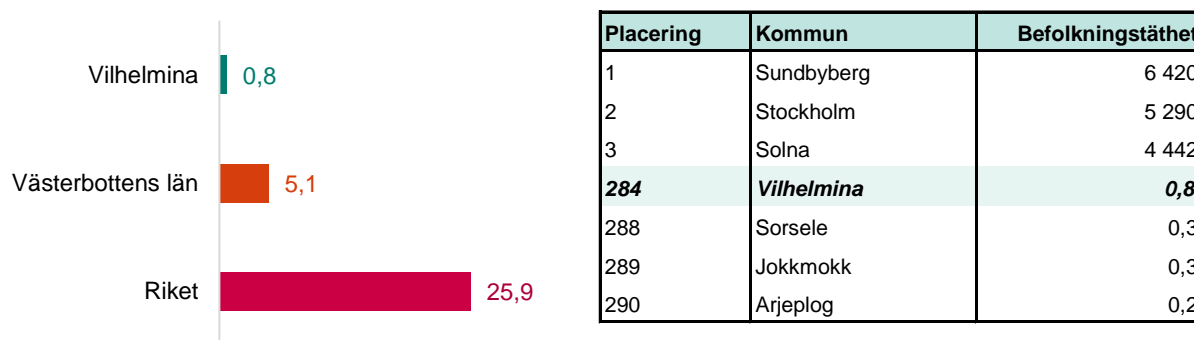 Vilhelmina 0,8
Västerbottens län 5,1
Riket 25,9
Placering Kommun Befolkningstäthet
1 Sundbyberg 6 420
2 Stockholm 5 290
3 Solna 4 442
284 Vilhelmina 0,8
288 Sorsele 0,3
289 Jokkmokk 0,3
290 Arjeplog 0,2